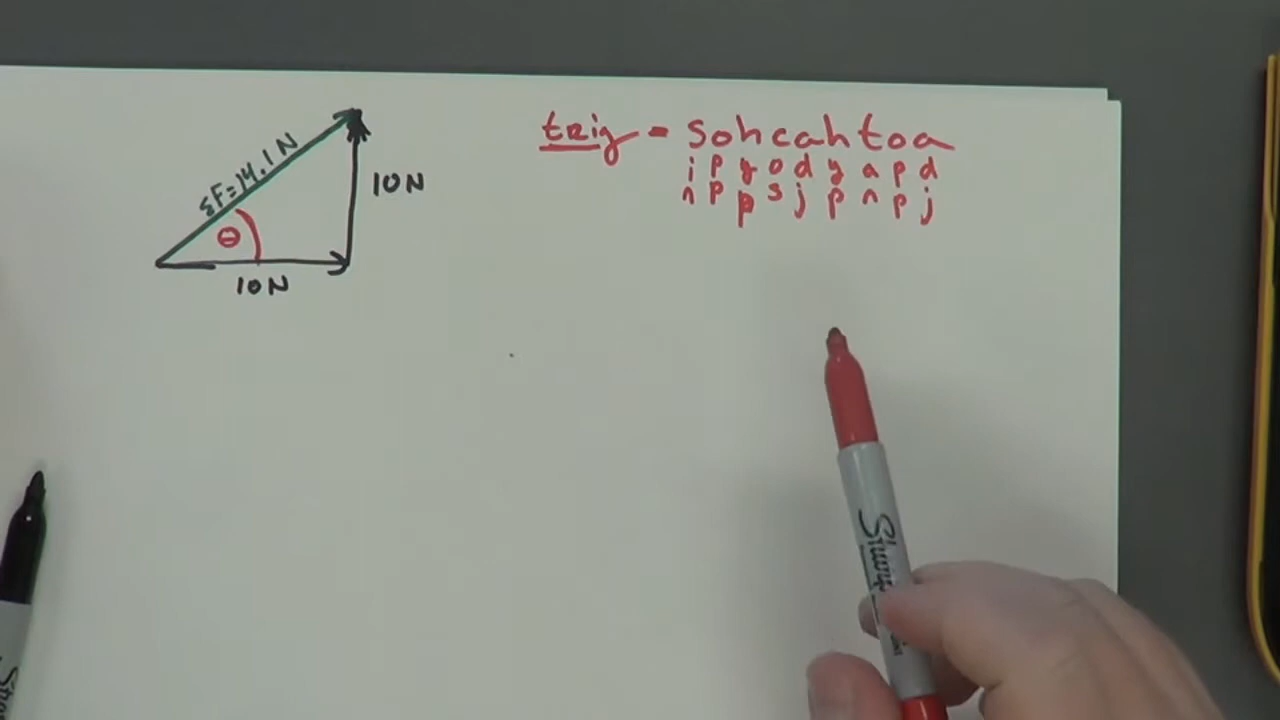 ΣF=14.1N
10N
Θ
10N
trig - sohcahtoa
i p y o d y a p d
n p p s j p n p j
Sharpie